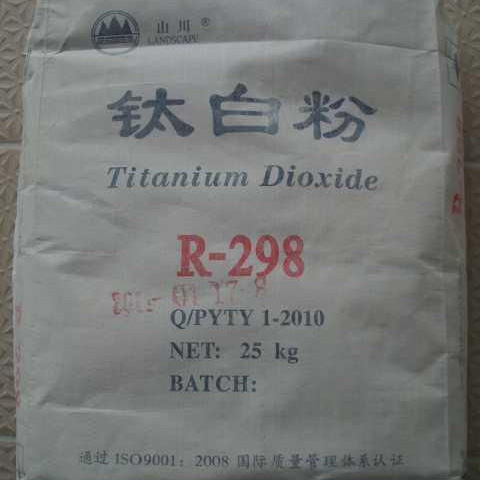 山川 ®
LANDSCAPE
钛白粉
Titanium Dioxide
R-298
Q/PYTY 1-2010
NET: 25 kg
BATCH:
通过 ISO9001: 2008 国际质量管理体系认证